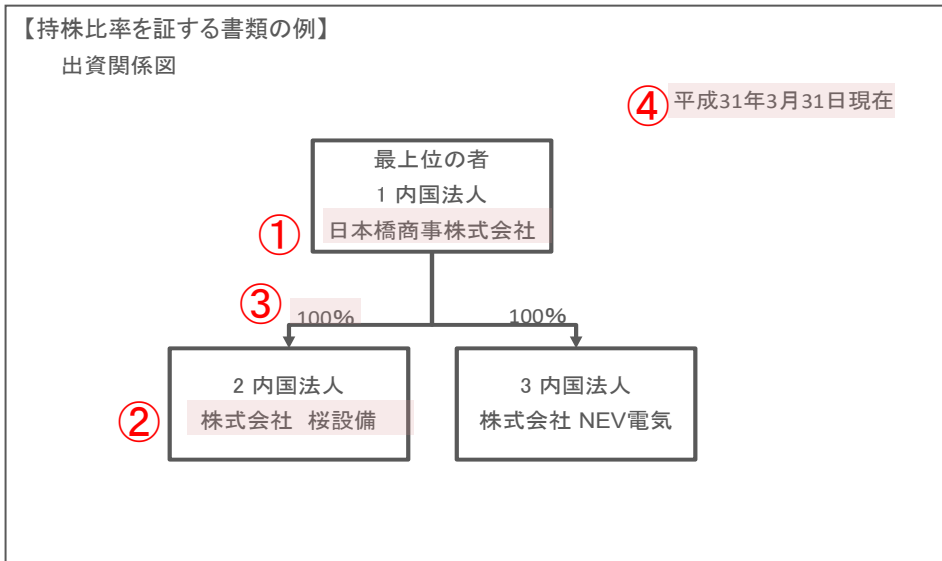 【持株比率を証する書類の例】
出資関係図
④ 平成31年3月31日現在
最上位の者
1 内国法人
① 日本橋商事株式会社
③ 100%
100%
2 内国法人
② 株式会社 桜設備
3 内国法人
株式会社 NEV電気